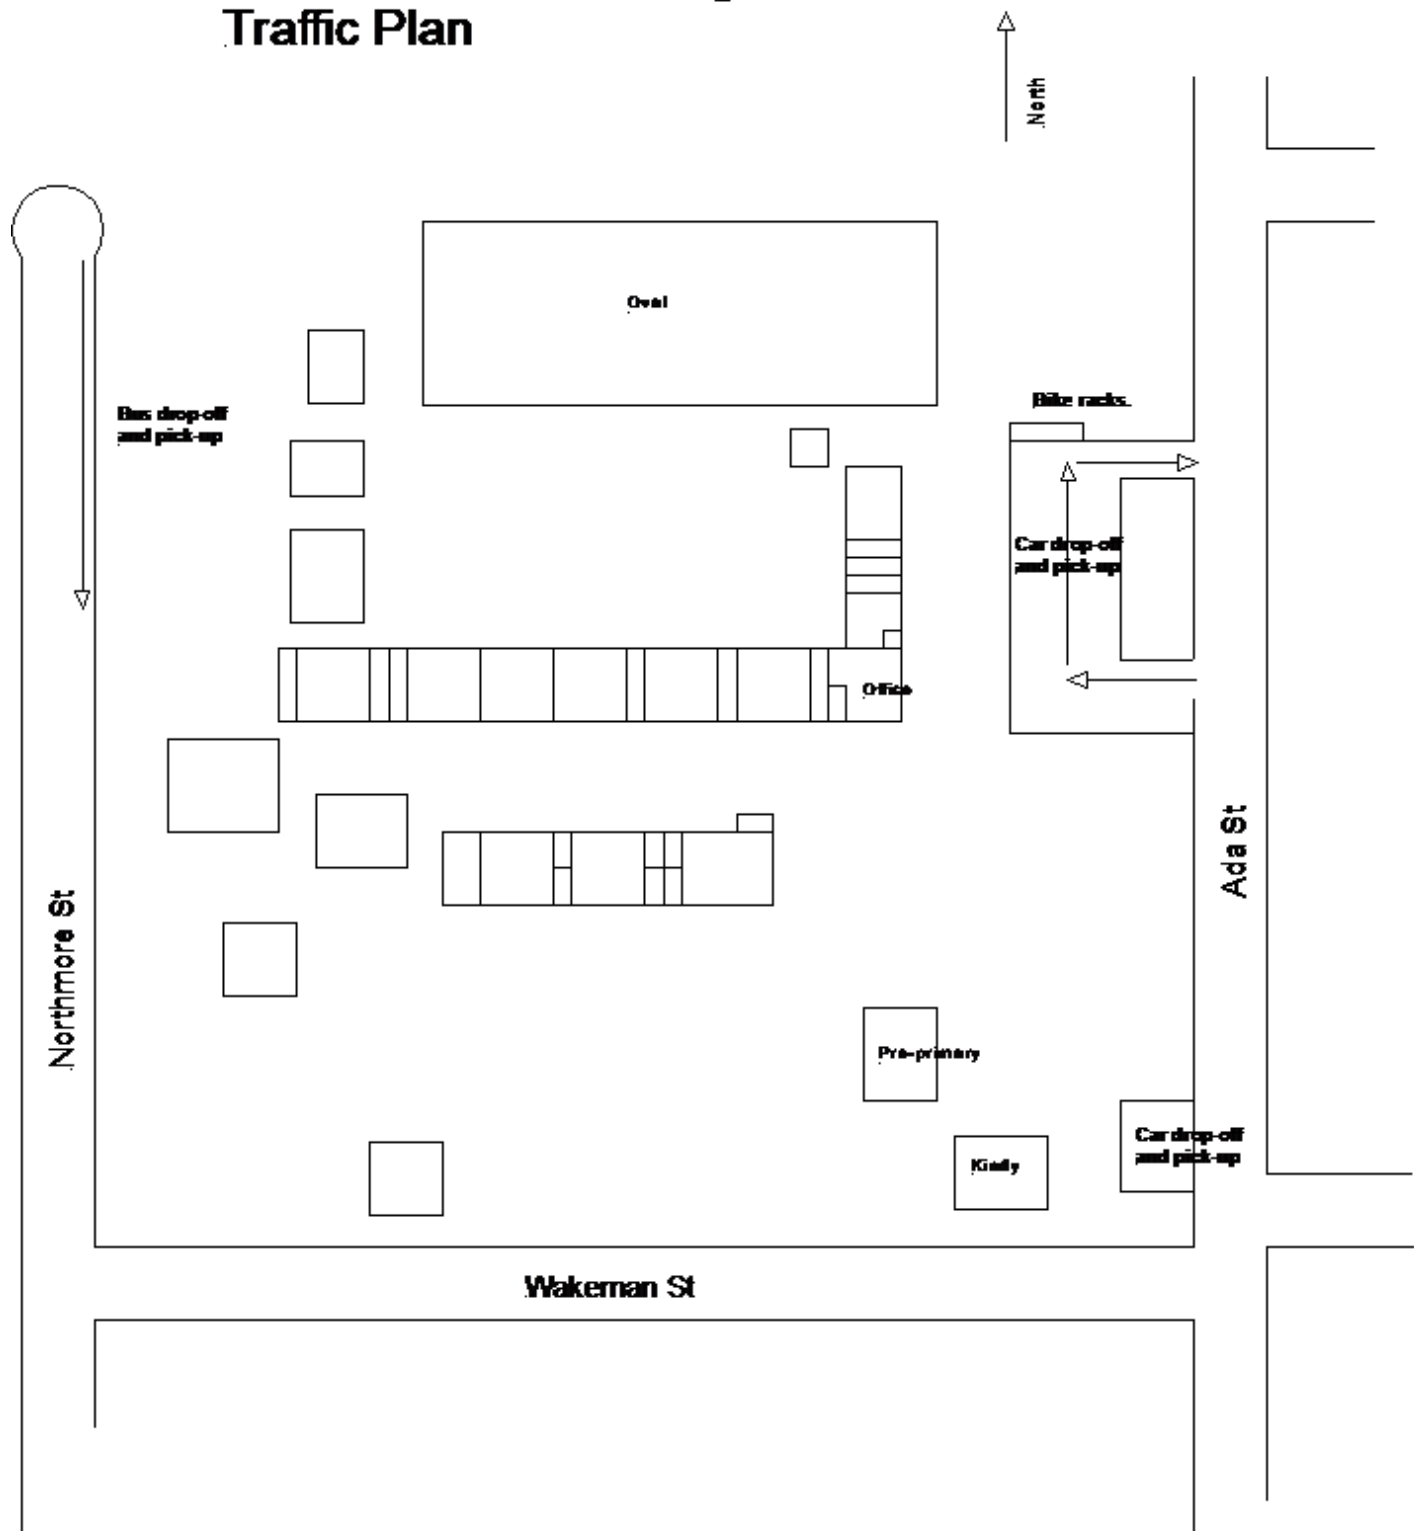 Traffic Plan
North
Oval
Bus drop-off
and pick-up
Bike racks.
Car drop-off
and pick-up
Office
Ada St
Northmore St
Pre-primary
Car drop-off
and pick-up
Kindy
Wakeman St